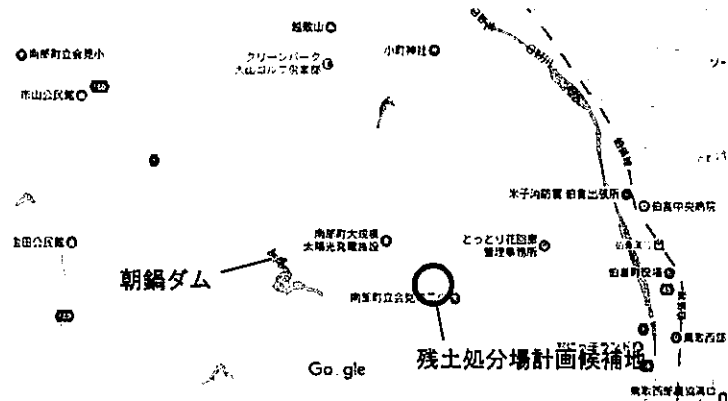 越敷山
南部町立会見小
クリーンパーク
大山ゴルフ倶楽部
小町神社
市山公民館
米子消防署 伯耆出張所
伯耆中央病院
南部町大規模
太陽光発電施設
とっとり花回廊
管理事務所
朝鍋ダム
伯耆町役場
南部町立会見
残土処分場計画候補地
Google